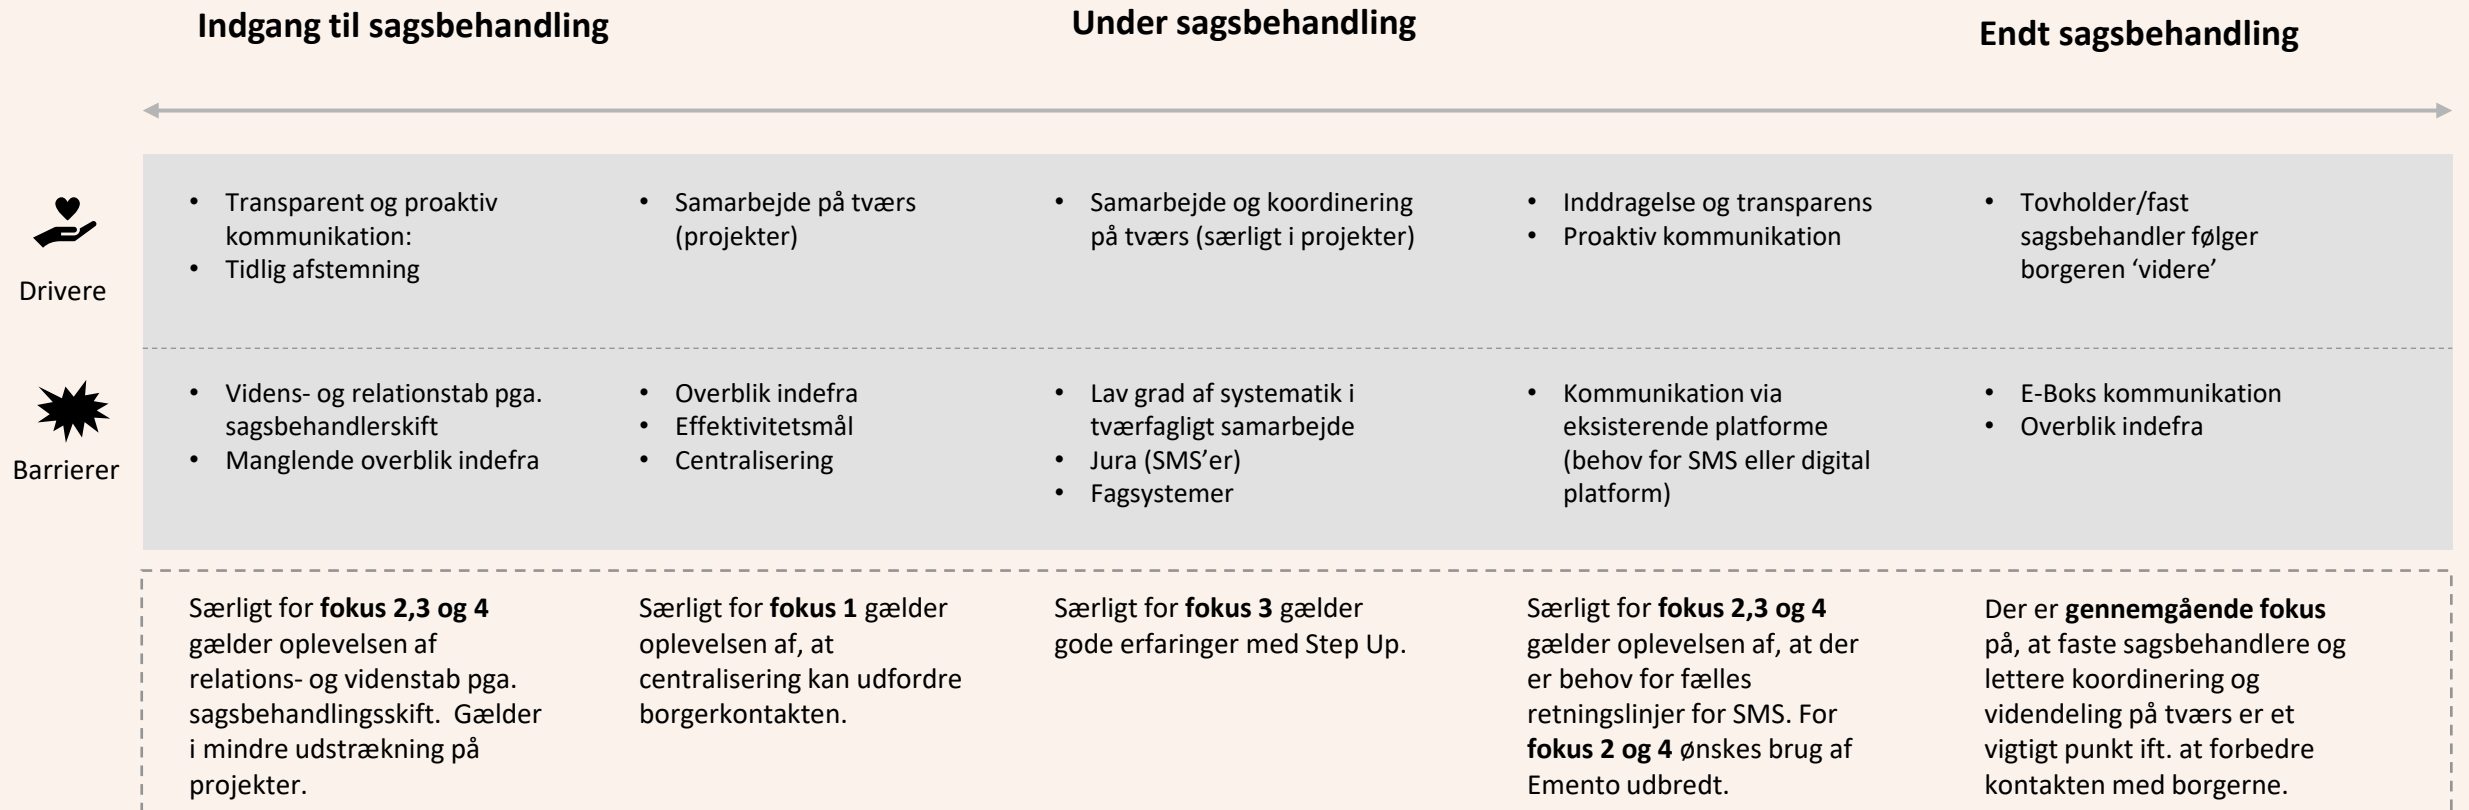 Indgang til sagsbehandling
Under sagsbehandling
Endt sagsbehandling
Drivere
• Transparent og proaktiv
kommunikation:
• Tidlig afstemning
• Samarbejde på tværs
(projekter)
• Samarbejde og koordinering
på tværs (særligt i projekter)
• Inddragelse og transparens
• Proaktiv kommunikation
• Tovholder/fast
sagsbehandler følger
borgeren ‘videre’
Barrierer
• Videns- og relationstab pga.
sagsbehandlerskift
• Manglende overblik indefra
• Overblik indefra
• Effektivitetsmål
• Centralisering
• Lav grad af systematik i
tværfagligt samarbejde
• Jura (SMS’er)
• Fagsystemer
• Kommunikation via
eksisterende platforme
(behov for SMS eller digital
platform)
• E-Boks kommunikation
• Overblik indefra
Særligt for fokus 2,3 og 4
gælder oplevelsen af
relations- og videnstab pga.
sagsbehandlingsskift.  Gælder
i mindre udstrækning på
projekter.
Særligt for fokus 1 gælder
oplevelsen af, at
centralisering kan udfordre
borgerkontakten.
Særligt for fokus 3 gælder
gode erfaringer med Step Up.
Særligt for fokus 2,3 og 4
gælder oplevelsen af, at der
er behov for fælles
retningslinjer for SMS. For
fokus 2 og 4 ønskes brug af
Emento udbredt.
Der er gennemgående fokus
på, at faste sagsbehandlere og
lettere koordinering og
videndeling på tværs er et
vigtigt punkt ift. at forbedre
kontakten med borgerne.